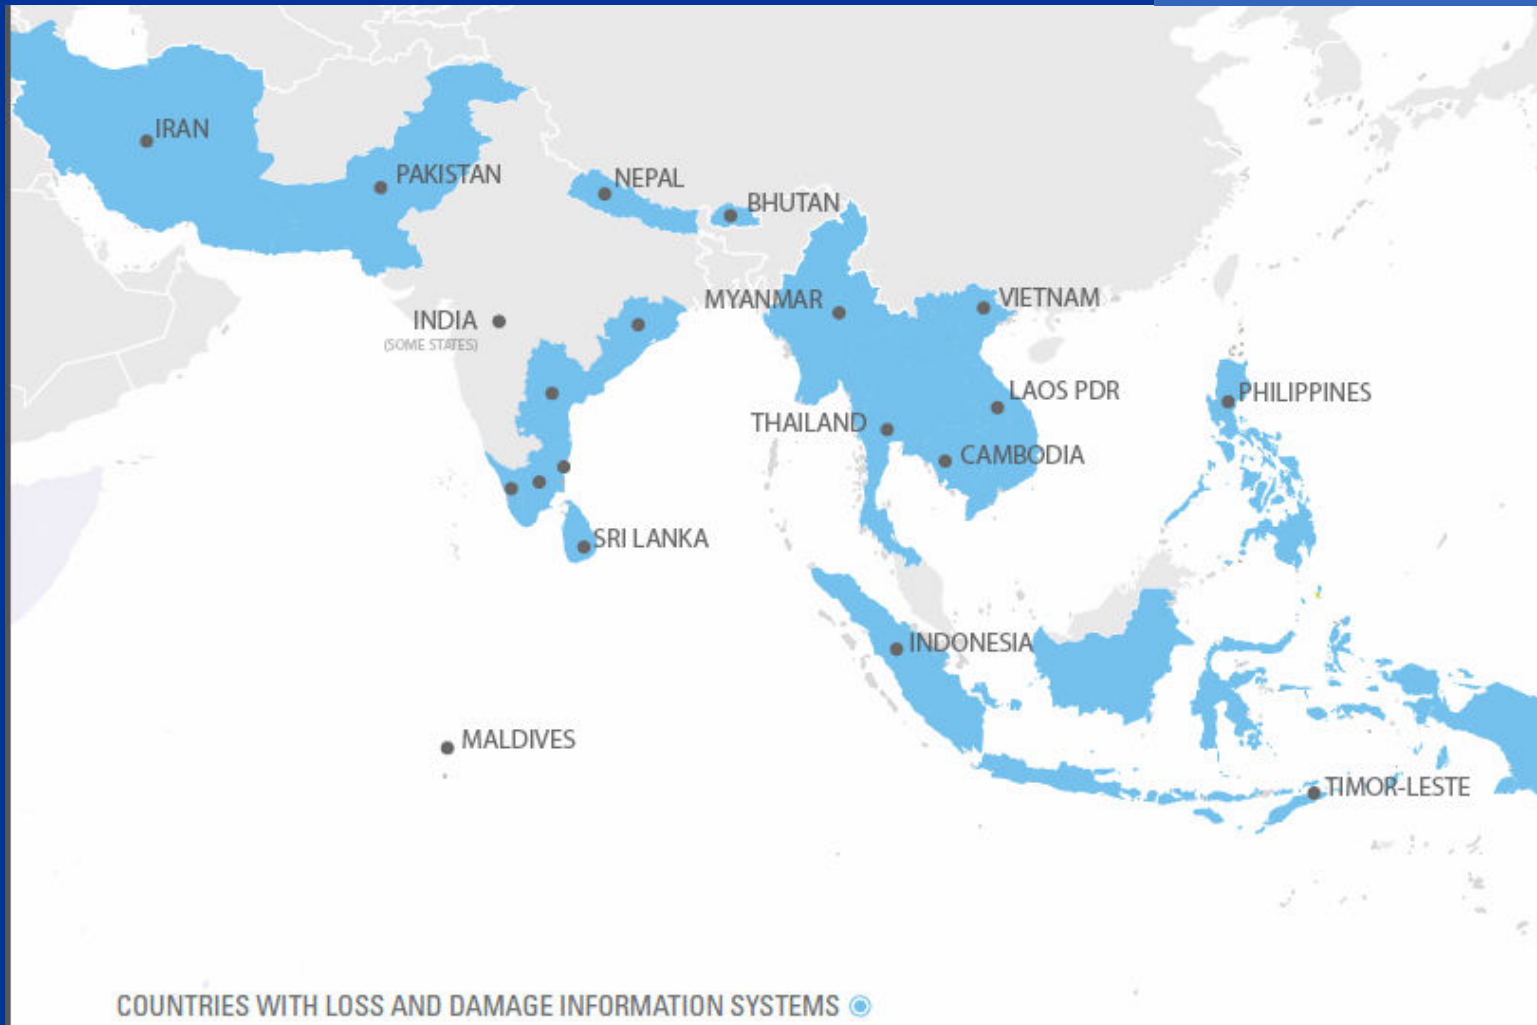 IRAN
PAKISTAN
NEPAL
BHUTAN
MYANMAR
VIETNAM
INDIA
(SOME STATES)
LAOS PDR
PHILIPPINES
THAILAND
CAMBODIA
SRI LANKA
INDONESIA
MALDIVES
TIMOR-LESTE
COUNTRIES WITH LOSS AND DAMAGE INFORMATION SYSTEMS